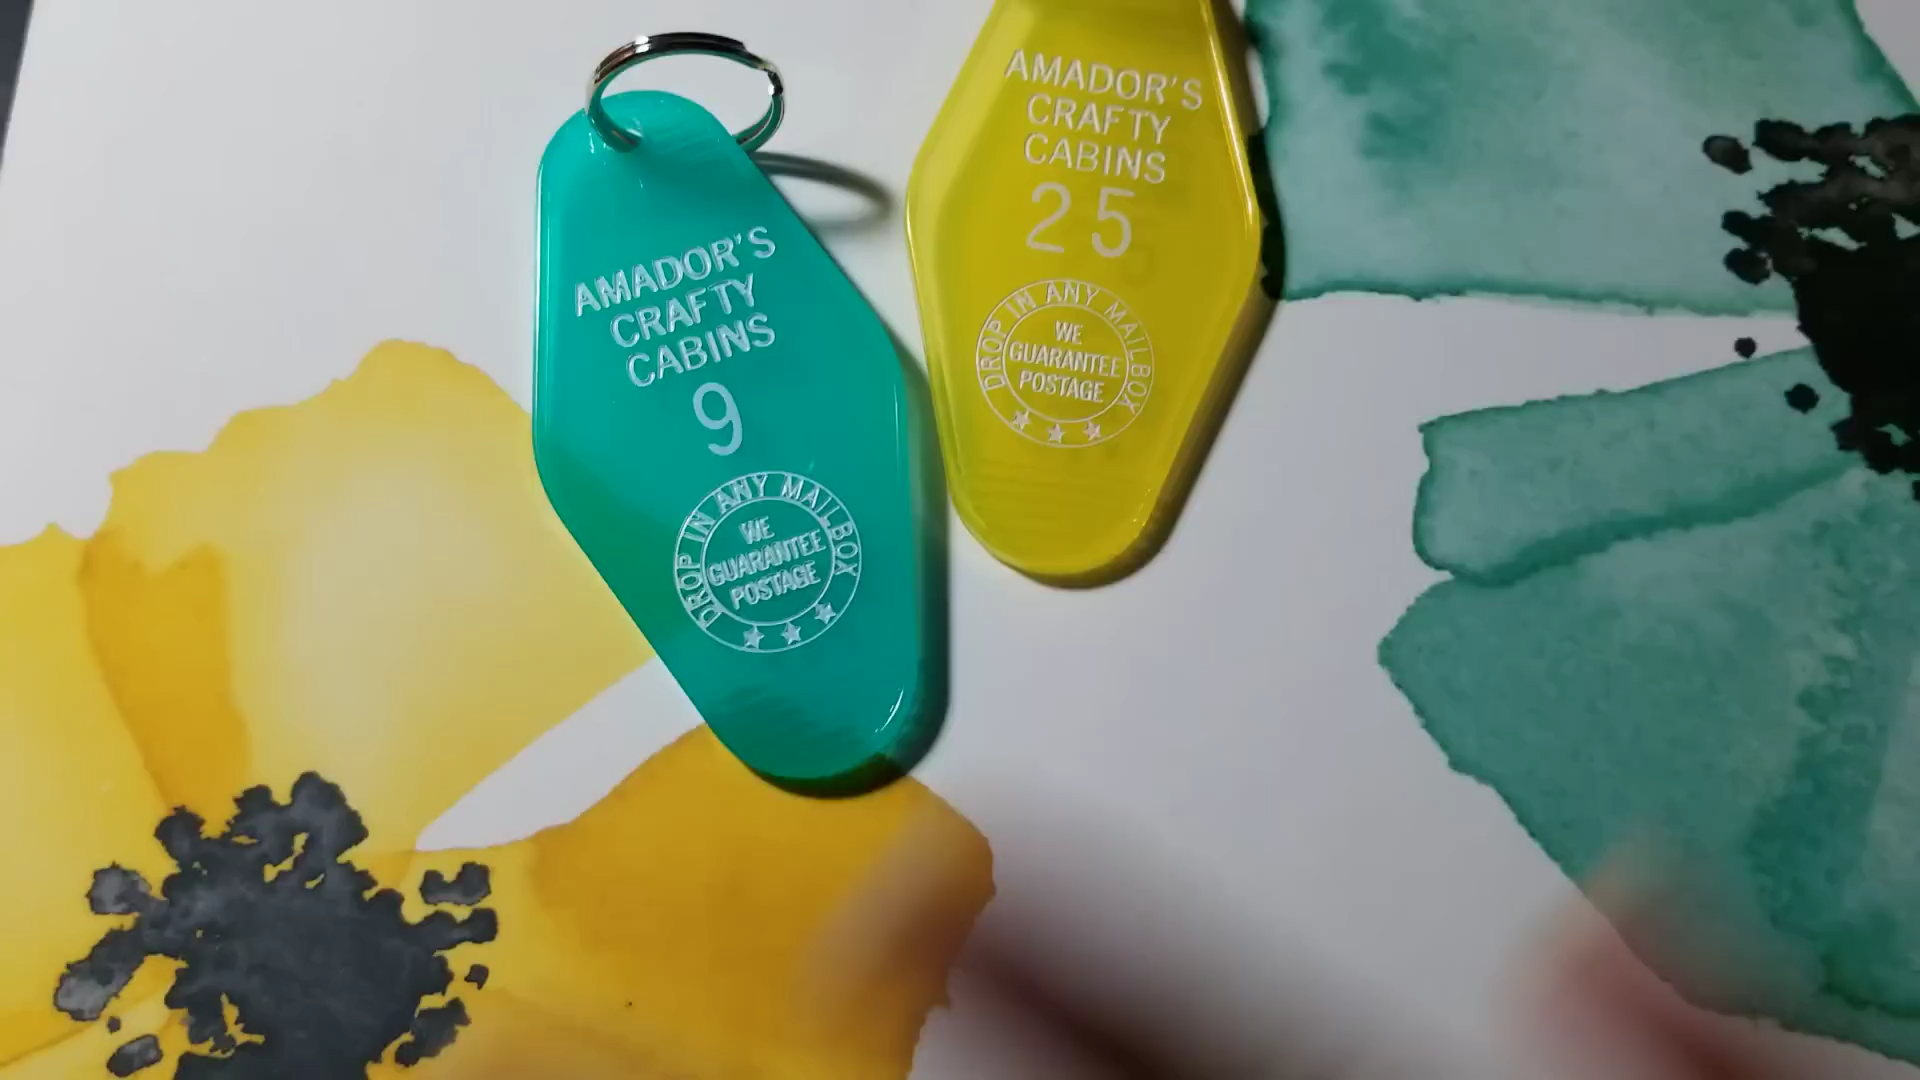 AMADOR'S
CRAFTY
CABINS
9
DROP IN ANY MAILBOX
WE
GUARANTEE
POSTAGE
AMADOR'S
CRAFTY
CABINS
25
DROP IN ANY MAILBOX
WE
GUARANTEE
POSTAGE